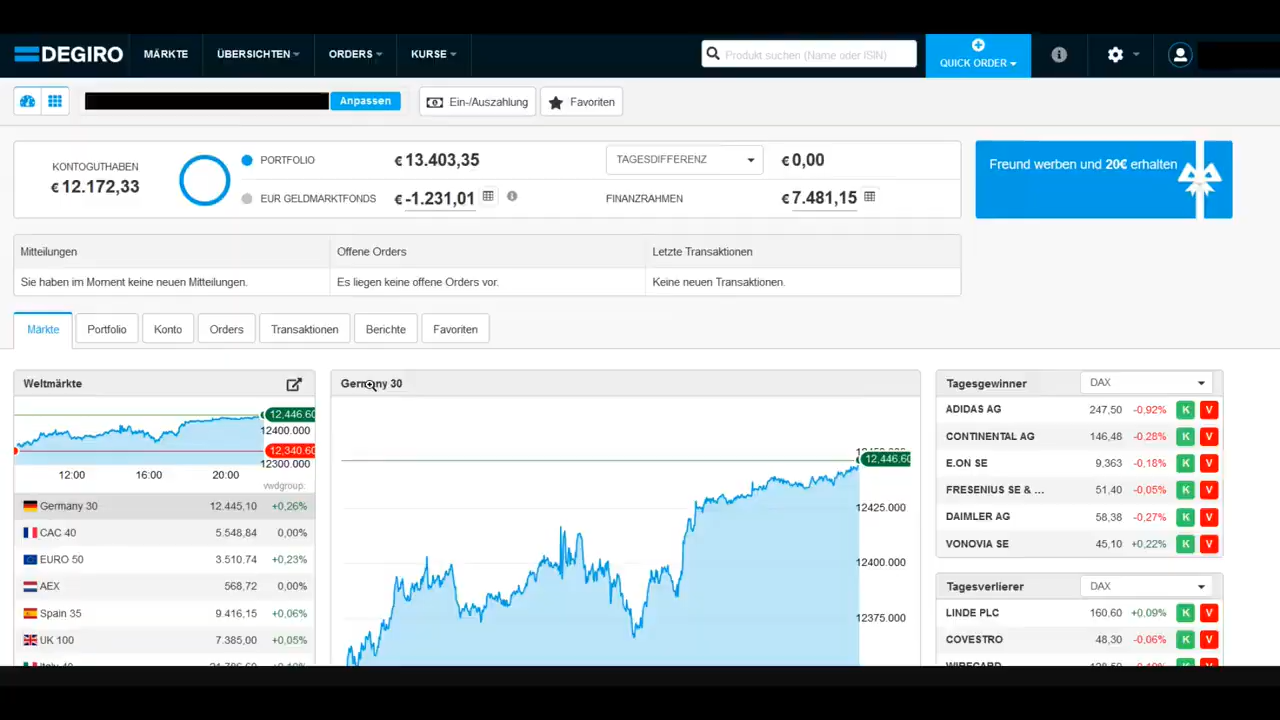 DEGIRO MÄRKTE ÜBERSICHTEN ORDERS KURSE Produkt suchen (Name oder ISIN) QUICK ORDER
Anpassen Ein-/Auszahlung Favoriten
KONTOGUTHABEN
€ 12.172,33
PORTFOLIO € 13.403,35 TAGESDIFFERENZ € 0,00
EUR GELDMARKTFONDS € -1.231,01 FINANZRAHMEN € 7.481,15
Freund werben und 20€ erhalten
Mitteilungen Offene Orders Letzte Transaktionen
Sie haben im Moment keine neuen Mitteilungen. Es liegen keine offene Orders vor. Keine neuen Transaktionen.
Märkte Portfolio Konto Orders Transaktionen Berichte Favoriten
Weltmärkte
12,446.60
12400.000
12,340.60
12300.000
12:00 16:00 20:00
vwdgroup:
Germany 30 12.445,10 +0,26%
CAC 40 5.548,84 0,00%
EURO 50 3.510,74 +0,23%
AEX 568,72 0,00%
Spain 35 9.416,15 +0,06%
UK 100 7.385,00 +0,05%
Germany 30
12,446.60
12425.000
12400.000
12375.000
Tagesgewinner DAX
ADIDAS AG 247,50 -0,92% K V
CONTINENTAL AG 146,48 -0,28% K V
E.ON SE 9,363 -0,18% K V
FRESENIUS SE & ... 51,40 -0,05% K V
DAIMLER AG 58,38 -0,27% K V
VONOVIA SE 45,10 +0,22% K V
Tagesverlierer DAX
LINDE PLC 160,60 +0,09% K V
COVESTRO 48,30 -0,06% K V
WIRECARD